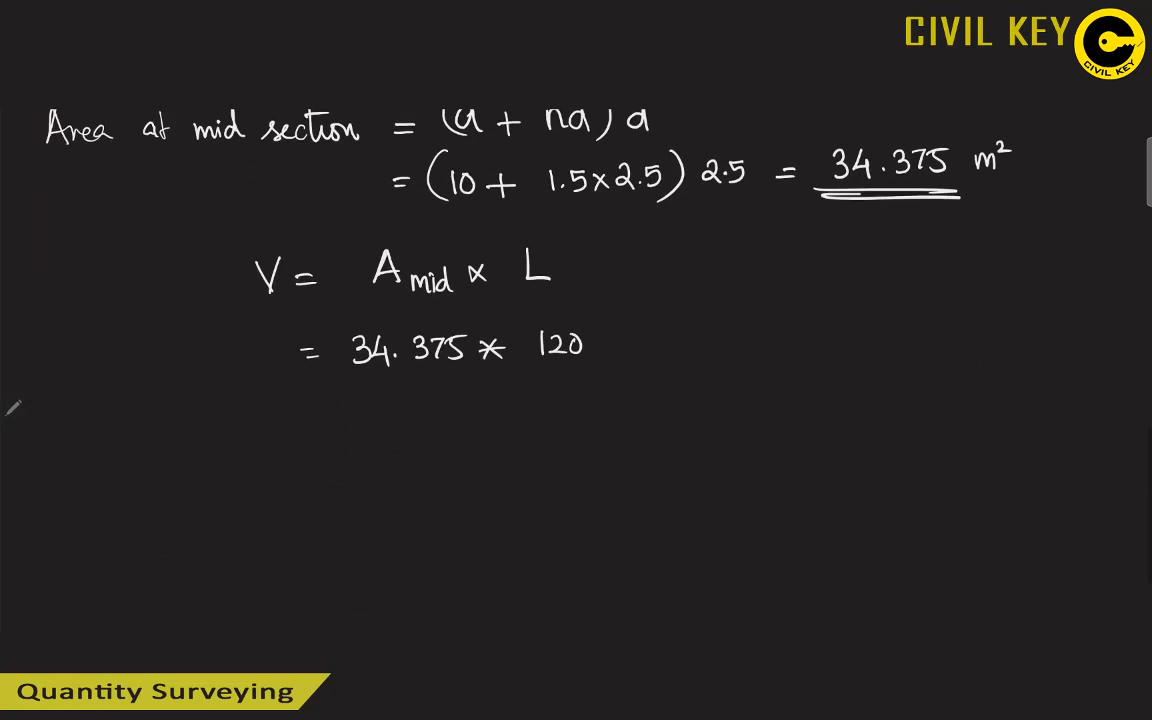 CIVIL KEY
CIVIL KEY
Area at mid section = (a + na) a
= (10 + 1.5×2.5) 2.5 = 34.375 m²
V = A mid × L
= 34.375 * 120
Quantity Surveying